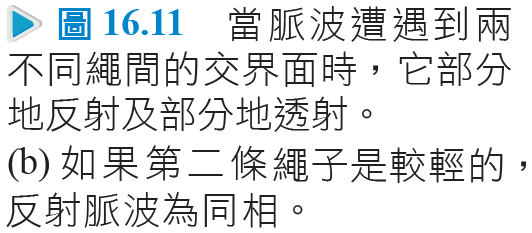 圖 16.11 當脈波遭遇到兩
不同繩間的交界面時，它部分
地反射及部分地透射。
(b) 如果第二條繩子是較輕的，
反射脈波為同相。